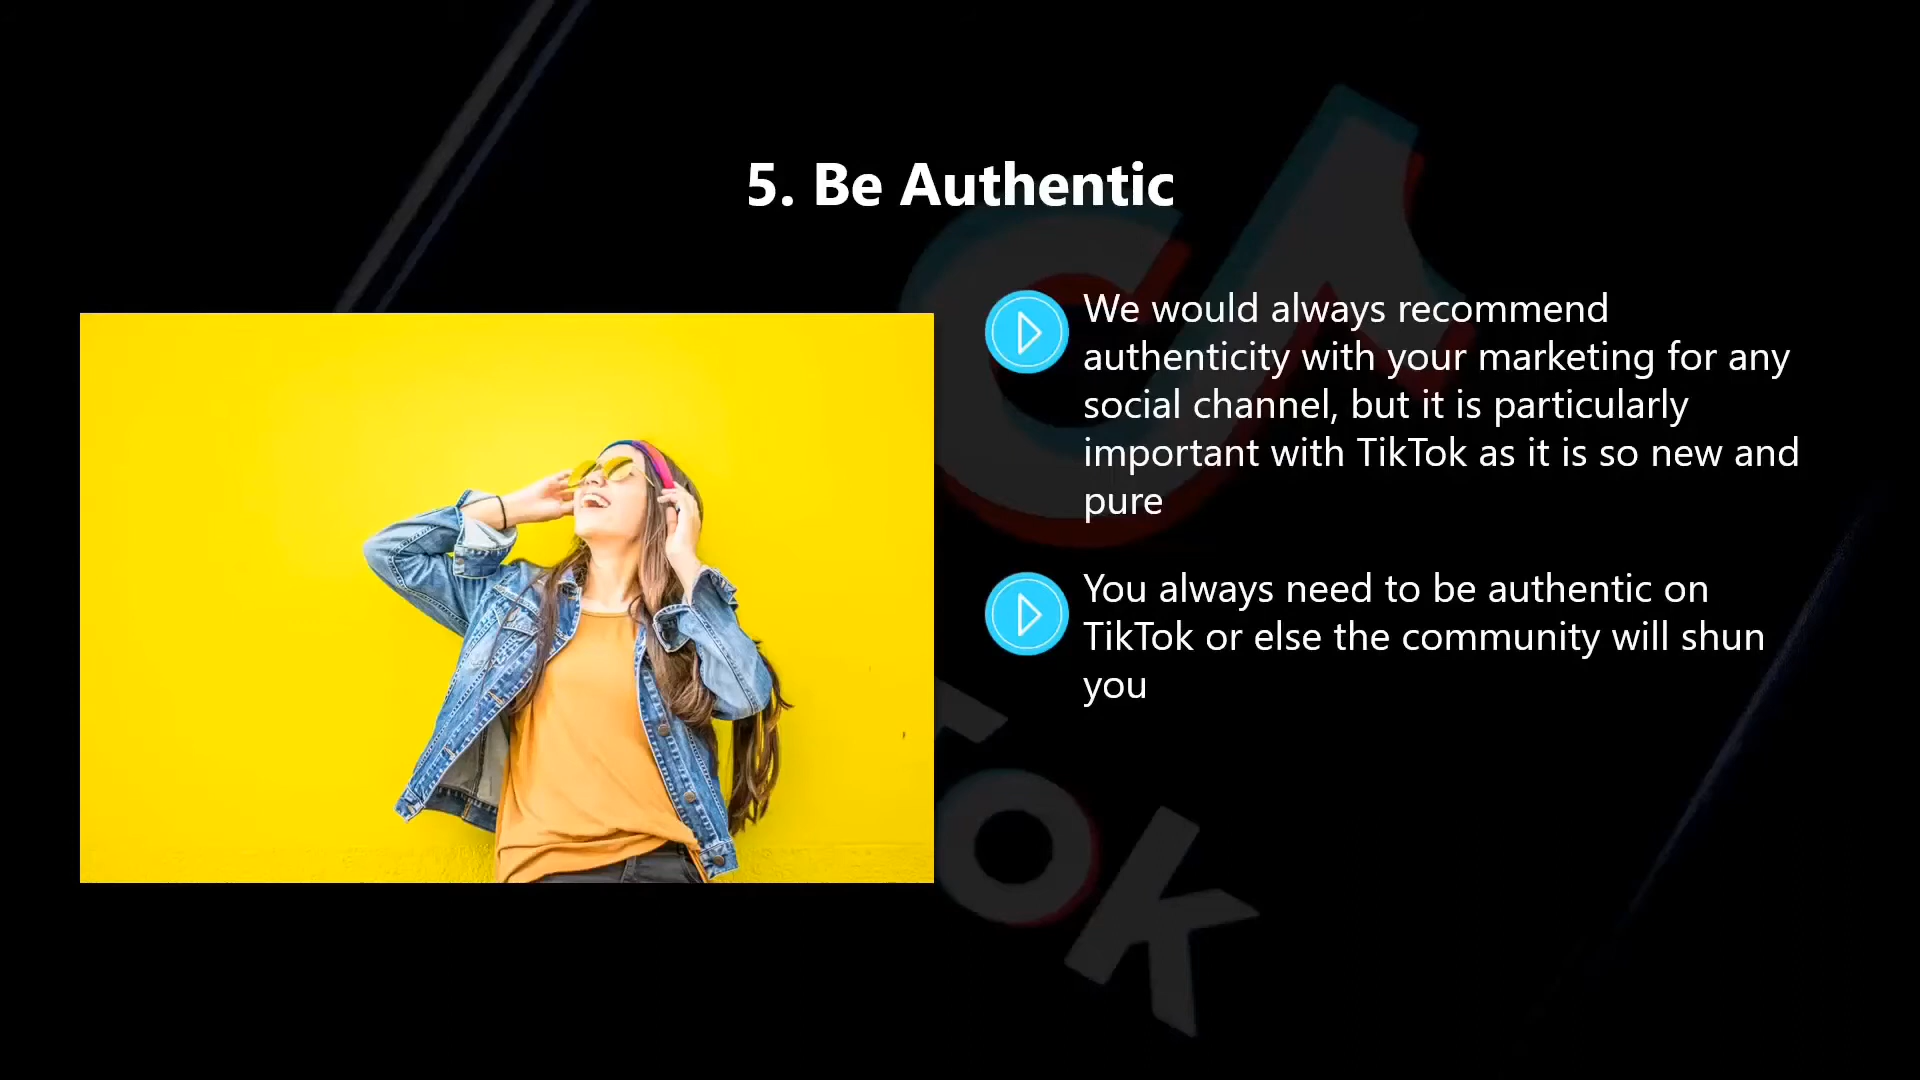 5. Be Authentic
We would always recommend
authenticity with your marketing for any
social channel, but it is particularly
important with TikTok as it is so new and
pure
You always need to be authentic on
TikTok or else the community will shun
you
Tok